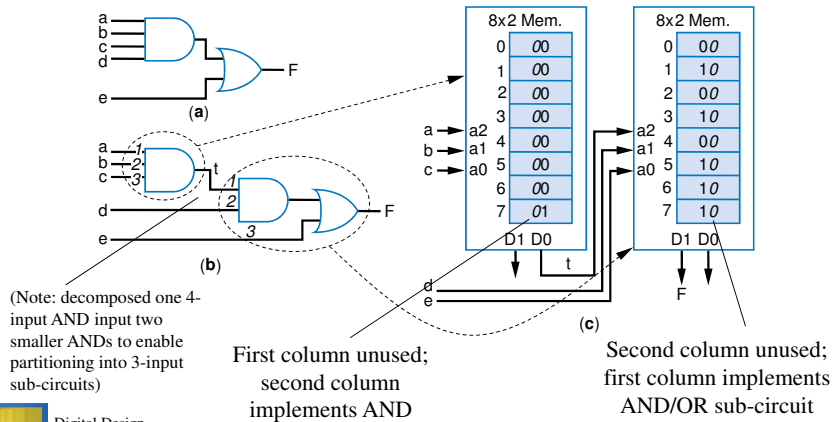 a
b
c
d
e
F
(a)
a 1
b 2
c 3
t
1
2
d
3
e
F
(b)
(Note: decomposed one 4-
input AND input two
smaller ANDs to enable
partitioning into 3-input
sub-circuits)
8x2 Mem.
0 00
1 00
2 00
3 00
4 00
5 00
6 00
7 01
a a2
b a1
c a0
D1 D0
t
d
e
8x2 Mem.
0 00
1 10
2 00
3 10
4 00
5 10
6 10
7 10
a2
a1
a0
D1 D0
F
(c)
First column unused;
second column
implements AND
Second column unused;
first column implements
AND/OR sub-circuit